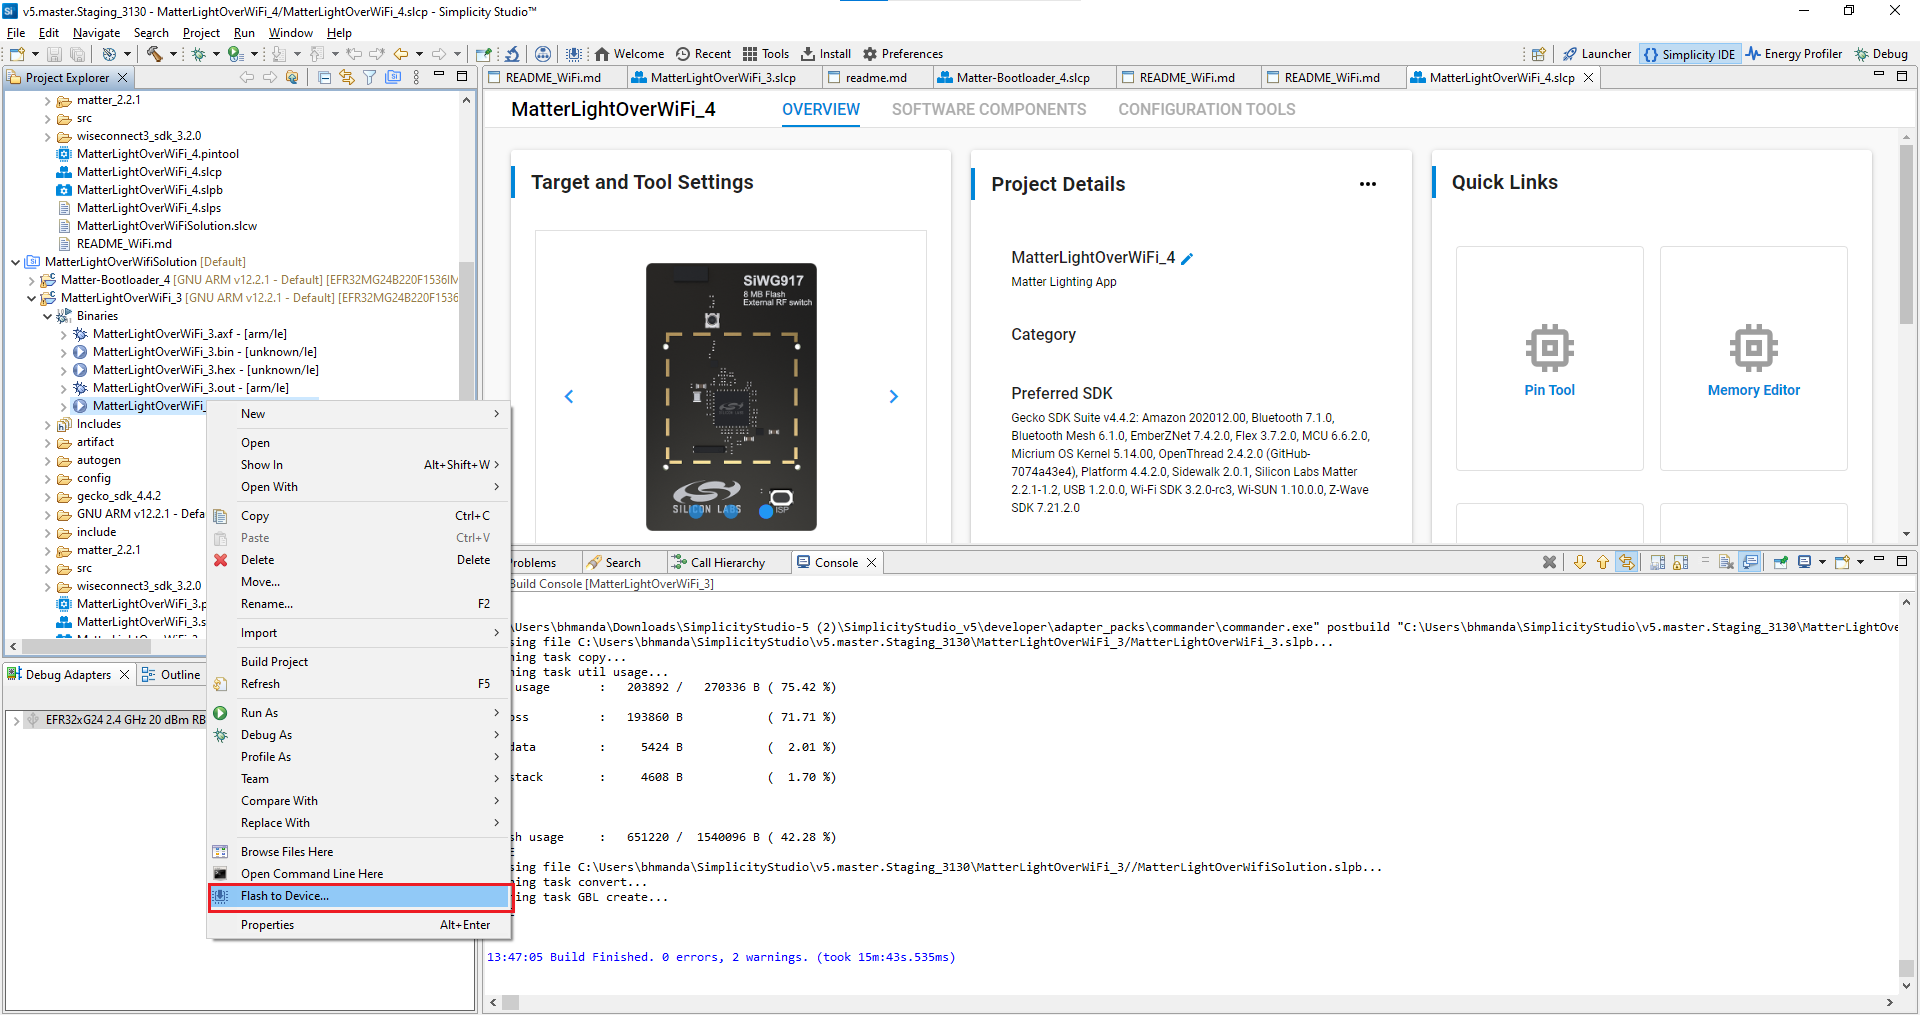 v5.master.Staging_3130 - MatterLightOverWiFi_4/MatterLightOverWiFi_4.slcp - Simplicity Studio™
File Edit Navigate Search Project Run Window Help
Welcome Recent Tools Install Preferences
Launcher Simplicity IDE Energy Profiler Debug
Project Explorer
matter_2.2.1
src
wiseconnect3_sdk_3.2.0
MatterLightOverWiFi_4.pintool
MatterLightOverWiFi_4.slcp
MatterLightOverWiFi_4.slpb
MatterLightOverWiFi_4.slps
MatterLightOverWiFiSolution.slcw
README_WiFi.md
MatterLightOverWifiSolution [Default]
Matter-Bootloader_4 [GNU ARM v12.2.1 - Default] [EFR32MG24B220F1536IM
MatterLightOverWiFi_3 [GNU ARM v12.2.1 - Default] [EFR32MG24B220F1536
Binaries
MatterLightOverWiFi_3.axf - [arm/le]
MatterLightOverWiFi_3.bin - [unknown/le]
MatterLightOverWiFi_3.hex - [unknown/le]
MatterLightOverWiFi_3.out - [arm/le]
MatterLightOverWiFi_
Includes
artifact
autogen
config
gecko_sdk_4.4.2
GNU ARM v12.2.1 - Defa
include
matter_2.2.1
src
wiseconnect3_sdk_3.2.0
MatterLightOverWiFi_3.p
MatterLightOverWiFi_3.s
Debug Adapters
Outline
EFR32xG24 2.4 GHz 20 dBm RB
New
Open
Show In Alt+Shift+W
Open With
Copy Ctrl+C
Paste Ctrl+V
Delete Delete
Move...
Rename... F2
Import
Build Project
Refresh F5
Run As
Debug As
Profile As
Team
Compare With
Replace With
Browse Files Here
Open Command Line Here
Flash to Device...
Properties Alt+Enter
README_WiFi.md MatterLightOverWiFi_3.slcp readme.md Matter-Bootloader_4.slcp README_WiFi.md README_WiFi.md MatterLightOverWiFi_4.slcp
MatterLightOverWiFi_4 OVERVIEW SOFTWARE COMPONENTS CONFIGURATION TOOLS
Target and Tool Settings
SiWG917
8 MB Flash
External RF switch
SILICON LABS
ISP
Project Details
MatterLightOverWiFi_4
Matter Lighting App
Category
Preferred SDK
Gecko SDK Suite v4.4.2: Amazon 202012.00, Bluetooth 7.1.0,
Bluetooth Mesh 6.1.0, EmberZNet 7.4.2.0, Flex 3.7.2.0, MCU 6.6.2.0,
Micrium OS Kernel 5.14.00, OpenThread 2.4.2.0 (GitHub-
7074a43e4), Platform 4.4.2.0, Sidewalk 2.0.1, Silicon Labs Matter
2.2.1-1.2, USB 1.2.0.0, Wi-Fi SDK 3.2.0-rc3, Wi-SUN 1.10.0.0, Z-Wave
SDK 7.21.2.0
Quick Links
Pin Tool
Memory Editor
roblems Search Call Hierarchy Console
Build Console [MatterLightOverWiFi_3]
\Users\bhmanda\Downloads\SimplicityStudio-5 (2)\SimplicityStudio_v5\developer\adapter_packs\commander\commander.exe" postbuild "C:\Users\bhmanda\SimplicityStudio\v5.master.Staging_3130\MatterLightOve
sing file C:\Users\bhmanda\SimplicityStudio\v5.master.Staging_3130\MatterLightOverWiFi_3/MatterLightOverWiFi_3.slpb...
ning task copy...
ning task util usage...
usage : 203892 / 270336 B ( 75.42 %)
ss : 193860 B ( 71.71 %)
data : 5424 B ( 2.01 %)
stack : 4608 B ( 1.70 %)
sh usage : 651220 / 1540096 B ( 42.28 %)
E
sing file C:\Users\bhmanda\SimplicityStudio\v5.master.Staging_3130\MatterLightOverWiFi_3//MatterLightOverWifiSolution.slpb...
ning task convert...
ing task GBL create...
13:47:05 Build Finished. 0 errors, 2 warnings. (took 15m:43s.535ms)